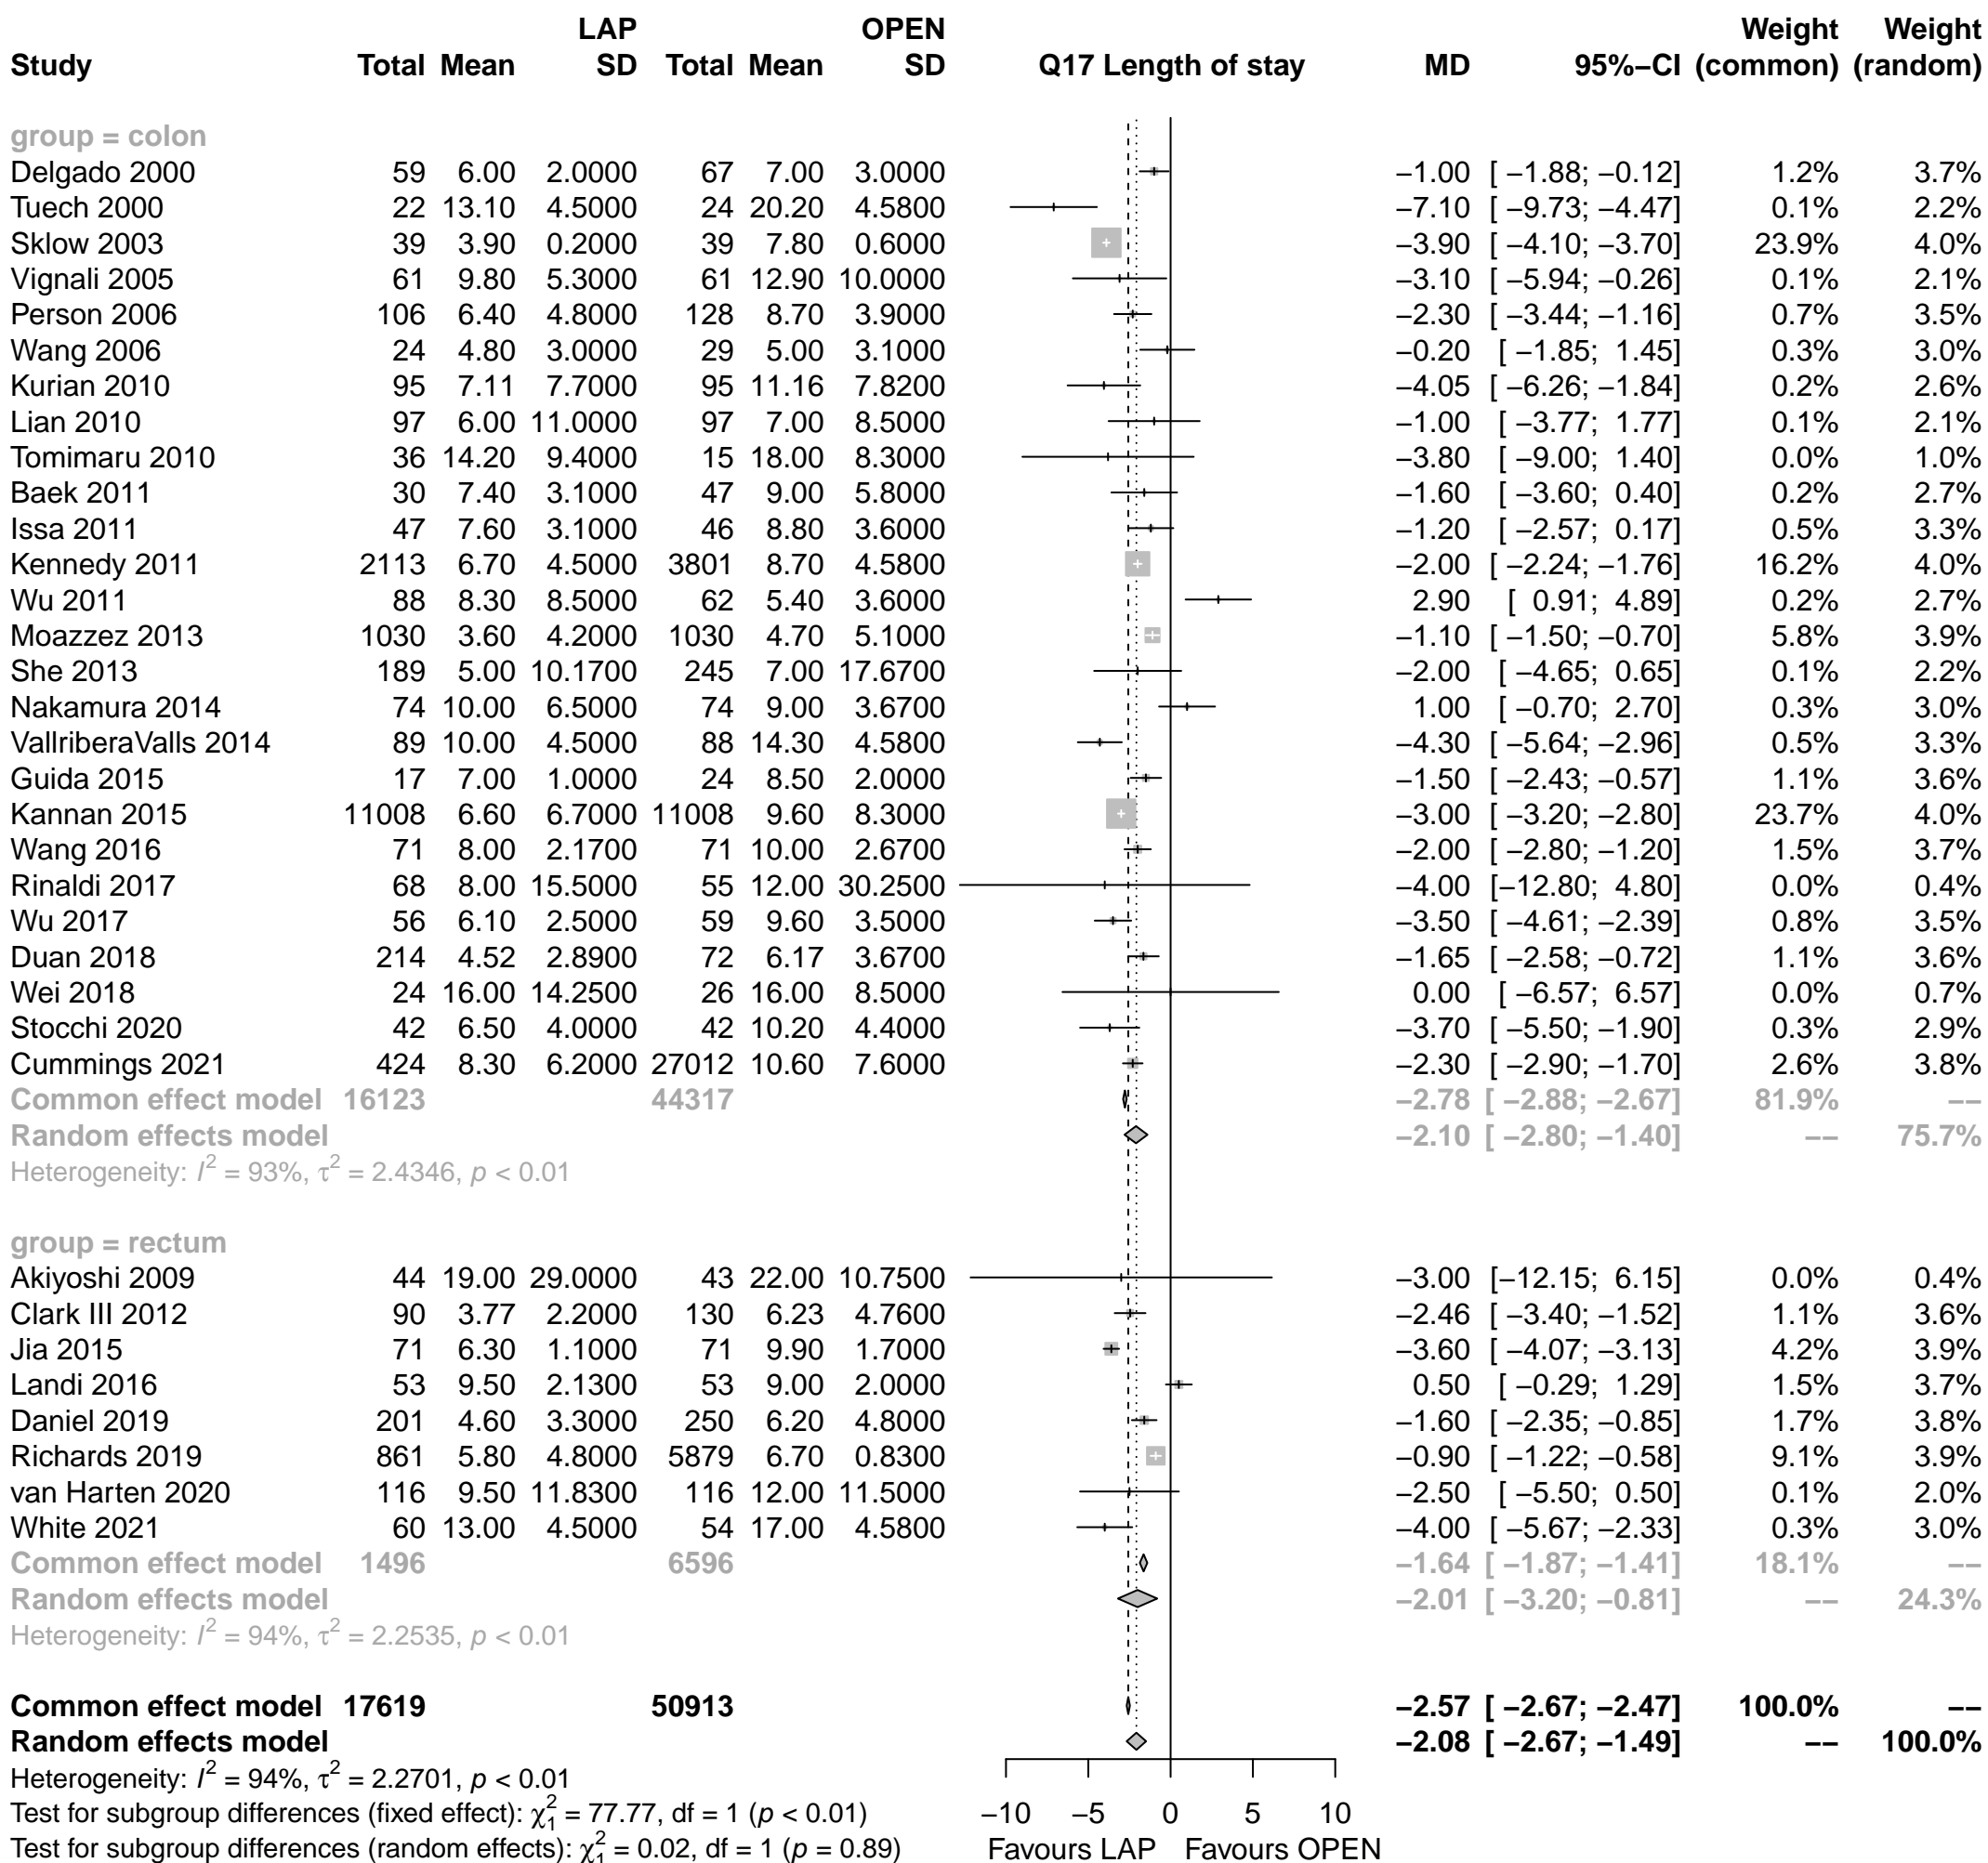 LAP OPEN Weight Weight
Study Total Mean SD Total Mean SD Q17 Length of stay MD 95%−CI (common) (random)
group = colon
Delgado 2000 59 6.00 2.0000 67 7.00 3.0000 −1.00 [ −1.88; −0.12] 1.2% 3.7%
Tuech 2000 22 13.10 4.5000 24 20.20 4.5800 −7.10 [ −9.73; −4.47] 0.1% 2.2%
Sklow 2003 39 3.90 0.2000 39 7.80 0.6000 −3.90 [ −4.10; −3.70] 23.9% 4.0%
Vignali 2005 61 9.80 5.3000 61 12.90 10.0000 −3.10 [ −5.94; −0.26] 0.1% 2.1%
Person 2006 106 6.40 4.8000 128 8.70 3.9000 −2.30 [ −3.44; −1.16] 0.7% 3.5%
Wang 2006 24 4.80 3.0000 29 5.00 3.1000 −0.20 [ −1.85; 1.45] 0.3% 3.0%
Kurian 2010 95 7.11 7.7000 95 11.16 7.8200 −4.05 [ −6.26; −1.84] 0.2% 2.6%
Lian 2010 97 6.00 11.0000 97 7.00 8.5000 −1.00 [ −3.77; 1.77] 0.1% 2.1%
Tomimaru 2010 36 14.20 9.4000 15 18.00 8.3000 −3.80 [ −9.00; 1.40] 0.0% 1.0%
Baek 2011 30 7.40 3.1000 47 9.00 5.8000 −1.60 [ −3.60; 0.40] 0.2% 2.7%
Issa 2011 47 7.60 3.1000 46 8.80 3.6000 −1.20 [ −2.57; 0.17] 0.5% 3.3%
Kennedy 2011 2113 6.70 4.5000 3801 8.70 4.5800 −2.00 [ −2.24; −1.76] 16.2% 4.0%
Wu 2011 88 8.30 8.5000 62 5.40 3.6000 2.90 [ 0.91; 4.89] 0.2% 2.7%
Moazzez 2013 1030 3.60 4.2000 1030 4.70 5.1000 −1.10 [ −1.50; −0.70] 5.8% 3.9%
She 2013 189 5.00 10.1700 245 7.00 17.6700 −2.00 [ −4.65; 0.65] 0.1% 2.2%
Nakamura 2014 74 10.00 6.5000 74 9.00 3.6700 1.00 [ −0.70; 2.70] 0.3% 3.0%
VallriberaValls 2014 89 10.00 4.5000 88 14.30 4.5800 −4.30 [ −5.64; −2.96] 0.5% 3.3%
Guida 2015 17 7.00 1.0000 24 8.50 2.0000 −1.50 [ −2.43; −0.57] 1.1% 3.6%
Kannan 2015 11008 6.60 6.7000 11008 9.60 8.3000 −3.00 [ −3.20; −2.80] 23.7% 4.0%
Wang 2016 71 8.00 2.1700 71 10.00 2.6700 −2.00 [ −2.80; −1.20] 1.5% 3.7%
Rinaldi 2017 68 8.00 15.5000 55 12.00 30.2500 −4.00 [−12.80; 4.80] 0.0% 0.4%
Wu 2017 56 6.10 2.5000 59 9.60 3.5000 −3.50 [ −4.61; −2.39] 0.8% 3.5%
Duan 2018 214 4.52 2.8900 72 6.17 3.6700 −1.65 [ −2.58; −0.72] 1.1% 3.6%
Wei 2018 24 16.00 14.2500 26 16.00 8.5000 0.00 [ −6.57; 6.57] 0.0% 0.7%
Stocchi 2020 42 6.50 4.0000 42 10.20 4.4000 −3.70 [ −5.50; −1.90] 0.3% 2.9%
Cummings 2021 424 8.30 6.2000 27012 10.60 7.6000 −2.30 [ −2.90; −1.70] 2.6% 3.8%
Common effect model 16123 44317 −2.78 [ −2.88; −2.67] 81.9% −−
Random effects model −2.10 [ −2.80; −1.40] −− 75.7%
Heterogeneity: I² = 93%, τ² = 2.4346, p < 0.01
group = rectum
Akiyoshi 2009 44 19.00 29.0000 43 22.00 10.7500 −3.00 [−12.15; 6.15] 0.0% 0.4%
Clark III 2012 90 3.77 2.2000 130 6.23 4.7600 −2.46 [ −3.40; −1.52] 1.1% 3.6%
Jia 2015 71 6.30 1.1000 71 9.90 1.7000 −3.60 [ −4.07; −3.13] 4.2% 3.9%
Landi 2016 53 9.50 2.1300 53 9.00 2.0000 0.50 [ −0.29; 1.29] 1.5% 3.7%
Daniel 2019 201 4.60 3.3000 250 6.20 4.8000 −1.60 [ −2.35; −0.85] 1.7% 3.8%
Richards 2019 861 5.80 4.8000 5879 6.70 0.8300 −0.90 [ −1.22; −0.58] 9.1% 3.9%
van Harten 2020 116 9.50 11.8300 116 12.00 11.5000 −2.50 [ −5.50; 0.50] 0.1% 2.0%
White 2021 60 13.00 4.5000 54 17.00 4.5800 −4.00 [ −5.67; −2.33] 0.3% 3.0%
Common effect model 1496 6596 −1.64 [ −1.87; −1.41] 18.1% −−
Random effects model −2.01 [ −3.20; −0.81] −− 24.3%
Heterogeneity: I² = 94%, τ² = 2.2535, p < 0.01
Common effect model 17619 50913 −2.57 [ −2.67; −2.47] 100.0% −−
Random effects model −2.08 [ −2.67; −1.49] −− 100.0%
Heterogeneity: I² = 94%, τ² = 2.2701, p < 0.01
Test for subgroup differences (fixed effect): χ²₁ = 77.77, df = 1 (p < 0.01) −10 −5 0 5 10
Test for subgroup differences (random effects): χ²₁ = 0.02, df = 1 (p = 0.89) Favours LAP Favours OPEN